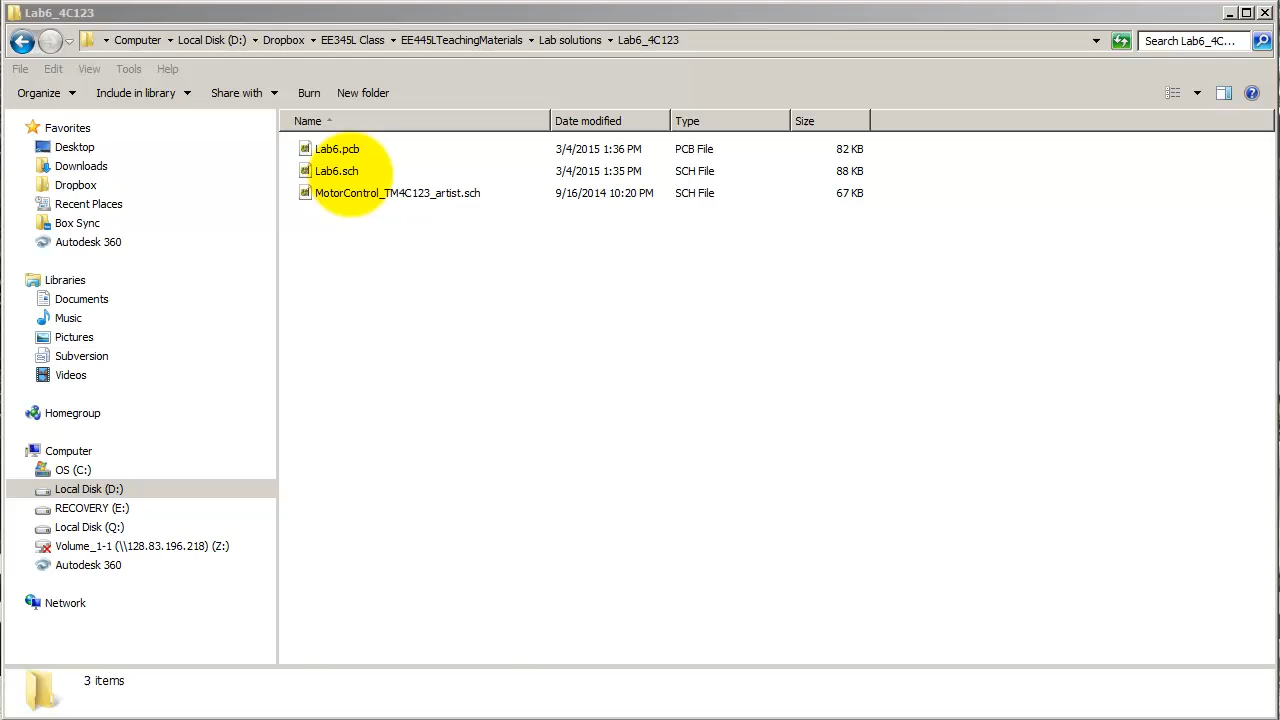 Lab6_4C123
Computer Local Disk (D:) Dropbox EE345L Class EE445LTeachingMaterials Lab solutions Lab6_4C123 Search Lab6_4C...
File Edit View Tools Help
Organize Include in library Share with Burn New folder
Name Date modified Type Size
Lab6.pcb 3/4/2015 1:36 PM PCB File 82 KB
Lab6.sch 3/4/2015 1:35 PM SCH File 88 KB
MotorControl_TM4C123_artist.sch 9/16/2014 10:20 PM SCH File 67 KB
Favorites
Desktop
Downloads
Dropbox
Recent Places
Box Sync
Autodesk 360
Libraries
Documents
Music
Pictures
Subversion
Videos
Homegroup
Computer
OS (C:)
Local Disk (D:)
RECOVERY (E:)
Local Disk (Q:)
Volume_1-1 (\\128.83.196.218) (Z:)
Autodesk 360
Network
3 items